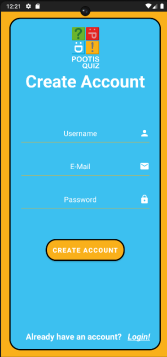 12:21
?
P
:D
!
POOTIS
QUIZ
Create Account
Username
E-Mail
Password
CREATE ACCOUNT
Already have an account? Login!